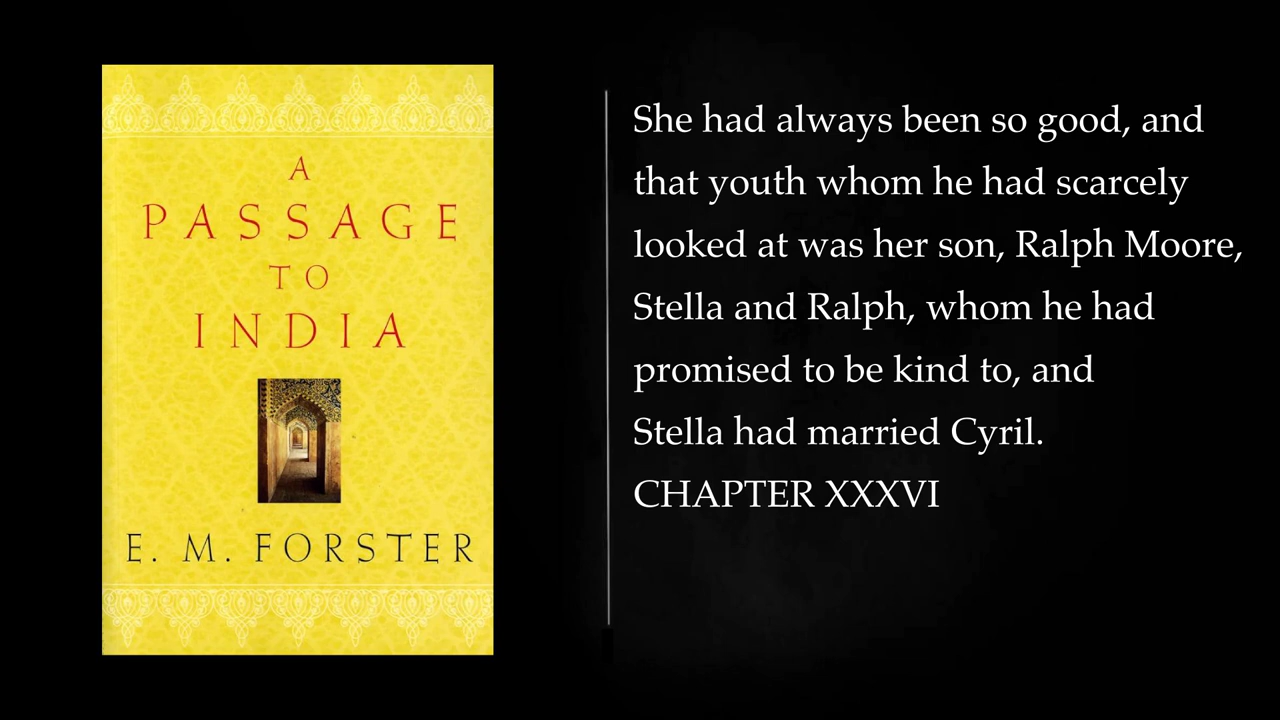 A
PASSAGE
TO
INDIA
E. M. FORSTER
She had always been so good, and
that youth whom he had scarcely
looked at was her son, Ralph Moore,
Stella and Ralph, whom he had
promised to be kind to, and
Stella had married Cyril.
CHAPTER XXXVI